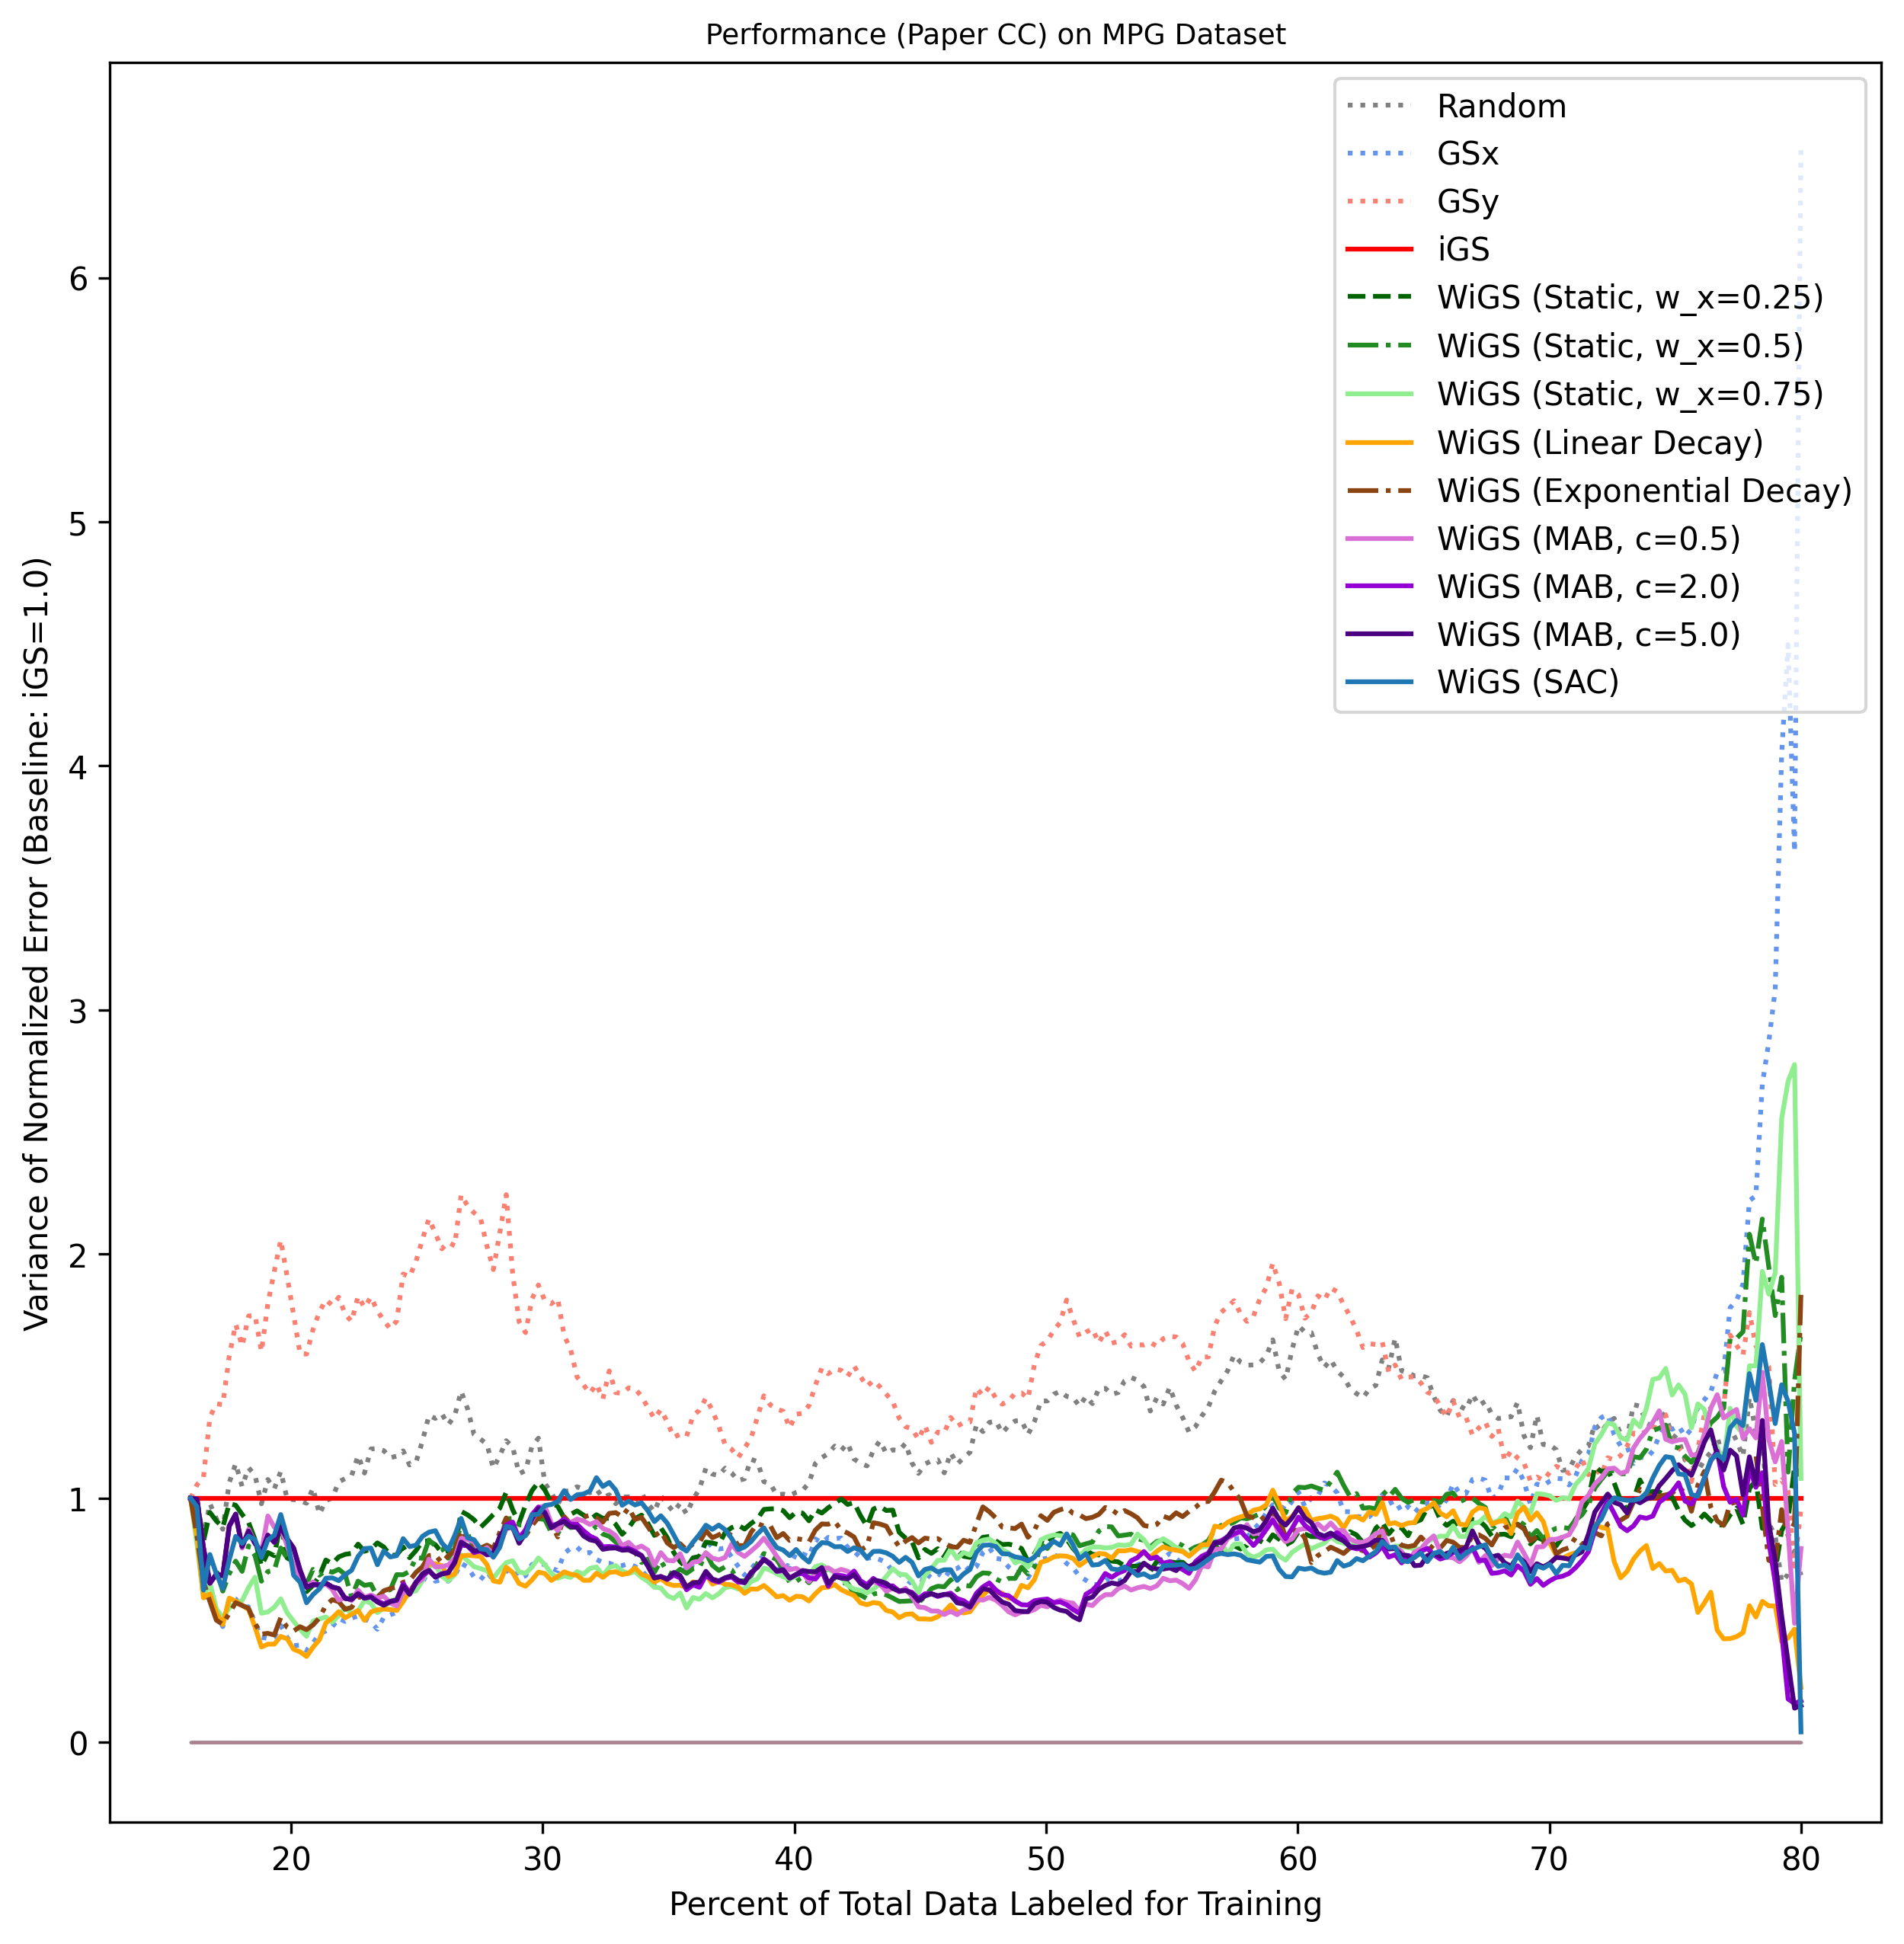 Performance (Paper CC) on MPG Dataset
Variance of Normalized Error (Baseline: iGS=1.0)
6
5
4
3
2
1
0
Random
GSx
GSy
iGS
WiGS (Static, w_x=0.25)
WiGS (Static, w_x=0.5)
WiGS (Static, w_x=0.75)
WiGS (Linear Decay)
WiGS (Exponential Decay)
WiGS (MAB, c=0.5)
WiGS (MAB, c=2.0)
WiGS (MAB, c=5.0)
WiGS (SAC)
20 30 40 50 60 70 80
Percent of Total Data Labeled for Training